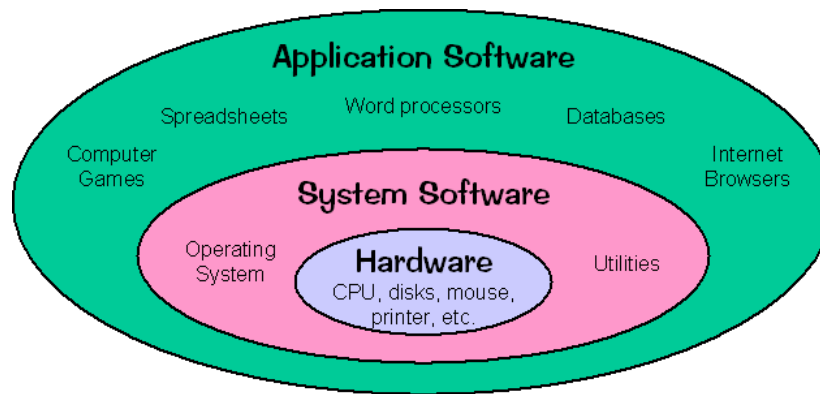 Application Software
Word processors
Spreadsheets
Databases
Computer
Games
Internet
Browsers
System Software
Operating
System
Utilities
Hardware
CPU, disks, mouse,
printer, etc.